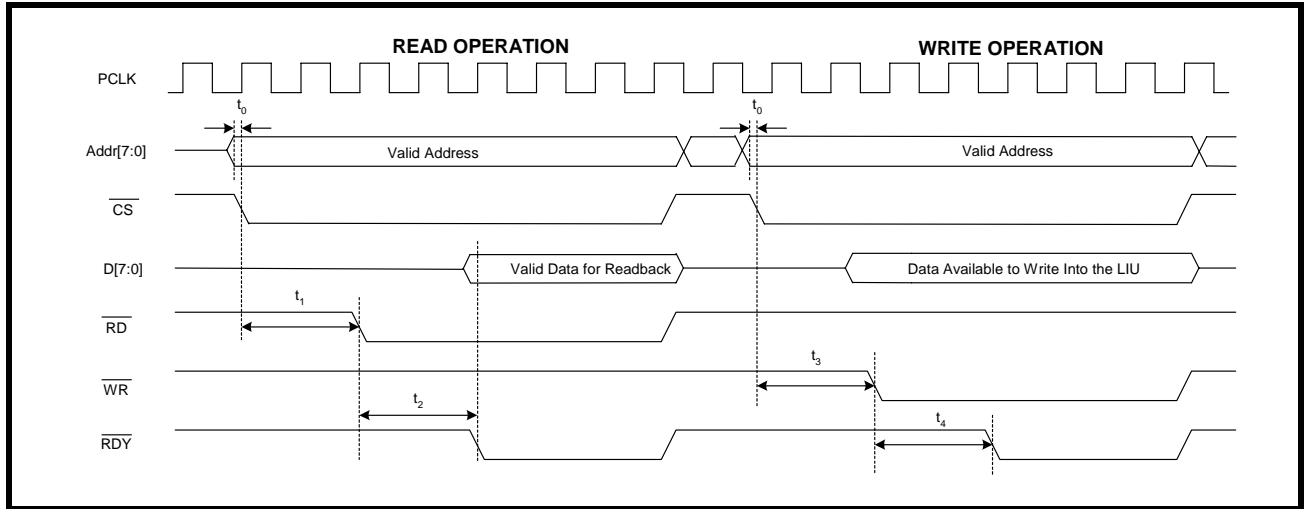 READ OPERATION
WRITE OPERATION
PCLK
t0
t0
Addr[7:0]
Valid Address
Valid Address
CS
D[7:0]
Valid Data for Readback
Data Available to Write Into the LIU
t1
RD
t3
WR
t2
t4
RDY